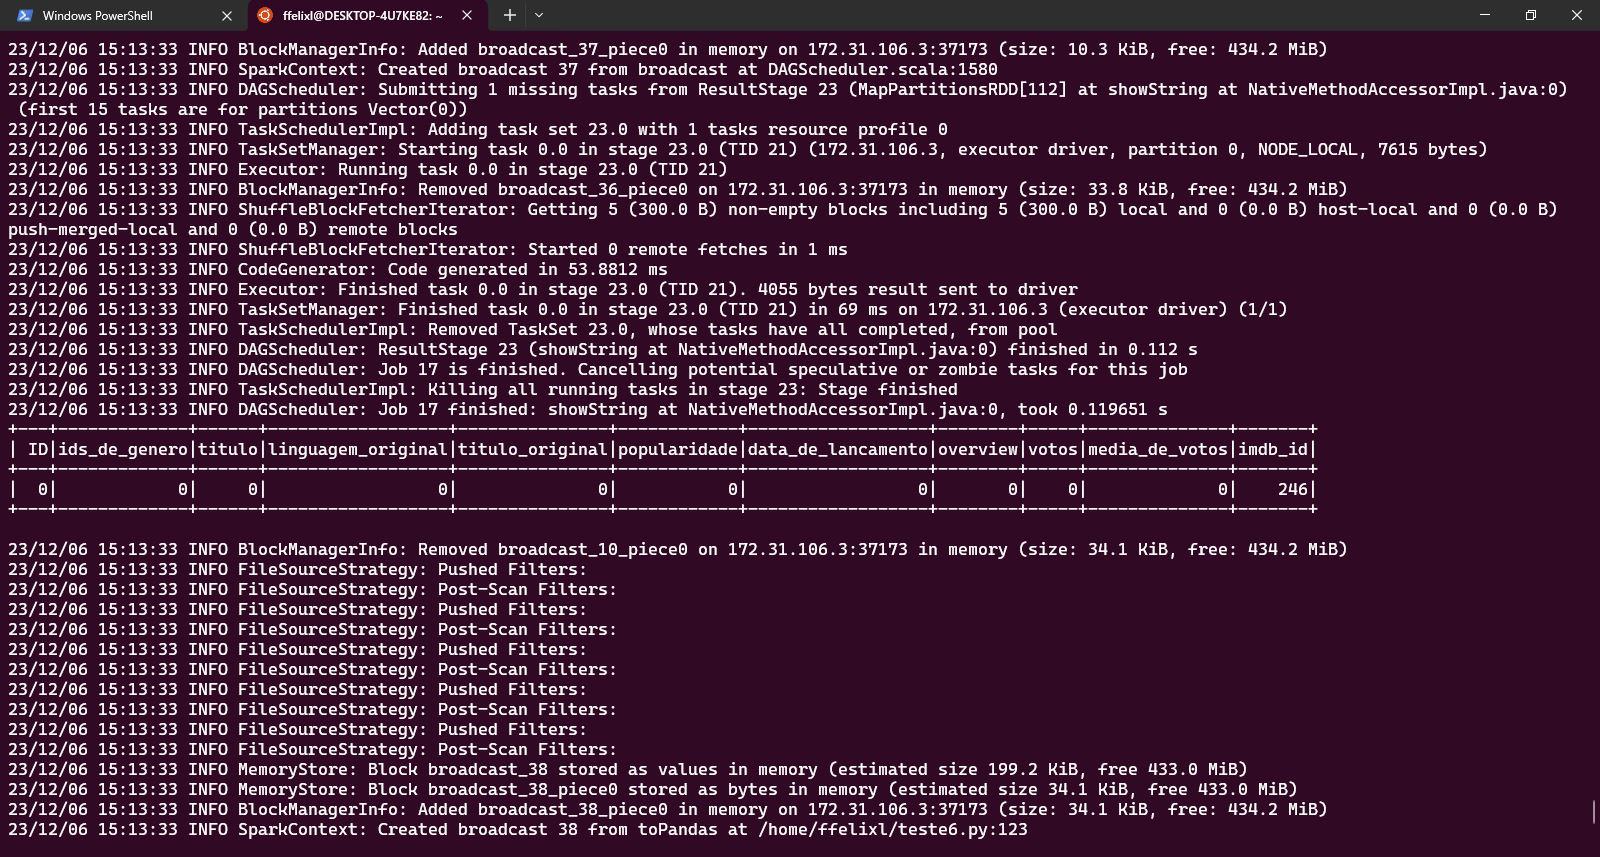 Windows PowerShell
ffelixl@DESKTOP-4U7KE82: ~
23/12/06 15:13:33 INFO BlockManagerInfo: Added broadcast_37_piece0 in memory on 172.31.106.3:37173 (size: 10.3 KiB, free: 434.2 MiB)
23/12/06 15:13:33 INFO SparkContext: Created broadcast 37 from broadcast at DAGScheduler.scala:1580
23/12/06 15:13:33 INFO DAGScheduler: Submitting 1 missing tasks from ResultStage 23 (MapPartitionsRDD[112] at showString at NativeMethodAccessorImpl.java:0)
 (first 15 tasks are for partitions Vector(0))
23/12/06 15:13:33 INFO TaskSchedulerImpl: Adding task set 23.0 with 1 tasks resource profile 0
23/12/06 15:13:33 INFO TaskSetManager: Starting task 0.0 in stage 23.0 (TID 21) (172.31.106.3, executor driver, partition 0, NODE_LOCAL, 7615 bytes)
23/12/06 15:13:33 INFO Executor: Running task 0.0 in stage 23.0 (TID 21)
23/12/06 15:13:33 INFO BlockManagerInfo: Removed broadcast_36_piece0 on 172.31.106.3:37173 in memory (size: 33.8 KiB, free: 434.2 MiB)
23/12/06 15:13:33 INFO ShuffleBlockFetcherIterator: Getting 5 (300.0 B) non-empty blocks including 5 (300.0 B) local and 0 (0.0 B) host-local and 0 (0.0 B)
push-merged-local and 0 (0.0 B) remote blocks
23/12/06 15:13:33 INFO ShuffleBlockFetcherIterator: Started 0 remote fetches in 1 ms
23/12/06 15:13:33 INFO CodeGenerator: Code generated in 53.8812 ms
23/12/06 15:13:33 INFO Executor: Finished task 0.0 in stage 23.0 (TID 21). 4055 bytes result sent to driver
23/12/06 15:13:33 INFO TaskSetManager: Finished task 0.0 in stage 23.0 (TID 21) in 69 ms on 172.31.106.3 (executor driver) (1/1)
23/12/06 15:13:33 INFO TaskSchedulerImpl: Removed TaskSet 23.0, whose tasks have all completed, from pool
23/12/06 15:13:33 INFO DAGScheduler: ResultStage 23 (showString at NativeMethodAccessorImpl.java:0) finished in 0.112 s
23/12/06 15:13:33 INFO DAGScheduler: Job 17 is finished. Cancelling potential speculative or zombie tasks for this job
23/12/06 15:13:33 INFO TaskSchedulerImpl: Killing all running tasks in stage 23: Stage finished
23/12/06 15:13:33 INFO DAGScheduler: Job 17 finished: showString at NativeMethodAccessorImpl.java:0, took 0.119651 s
+---+-------------+------+------------------+---------------+------------+------------------+--------+-----+--------------+-------+
| ID|ids_de_genero|titulo|linguagem_original|titulo_original|popularidade|data_de_lancamento|overview|votos|media_de_votos|imdb_id|
+---+-------------+------+------------------+---------------+------------+------------------+--------+-----+--------------+-------+
|  0|            0|     0|                 0|              0|           0|                 0|       0|    0|             0|    246|
+---+-------------+------+------------------+---------------+------------+------------------+--------+-----+--------------+-------+
23/12/06 15:13:33 INFO BlockManagerInfo: Removed broadcast_10_piece0 on 172.31.106.3:37173 in memory (size: 34.1 KiB, free: 434.2 MiB)
23/12/06 15:13:33 INFO FileSourceStrategy: Pushed Filters:
23/12/06 15:13:33 INFO FileSourceStrategy: Post-Scan Filters:
23/12/06 15:13:33 INFO FileSourceStrategy: Pushed Filters:
23/12/06 15:13:33 INFO FileSourceStrategy: Post-Scan Filters:
23/12/06 15:13:33 INFO FileSourceStrategy: Pushed Filters:
23/12/06 15:13:33 INFO FileSourceStrategy: Post-Scan Filters:
23/12/06 15:13:33 INFO FileSourceStrategy: Pushed Filters:
23/12/06 15:13:33 INFO FileSourceStrategy: Post-Scan Filters:
23/12/06 15:13:33 INFO FileSourceStrategy: Pushed Filters:
23/12/06 15:13:33 INFO FileSourceStrategy: Post-Scan Filters:
23/12/06 15:13:33 INFO MemoryStore: Block broadcast_38 stored as values in memory (estimated size 199.2 KiB, free 433.0 MiB)
23/12/06 15:13:33 INFO MemoryStore: Block broadcast_38_piece0 stored as bytes in memory (estimated size 34.1 KiB, free 433.0 MiB)
23/12/06 15:13:33 INFO BlockManagerInfo: Added broadcast_38_piece0 in memory on 172.31.106.3:37173 (size: 34.1 KiB, free: 434.2 MiB)
23/12/06 15:13:33 INFO SparkContext: Created broadcast 38 from toPandas at /home/ffelixl/teste6.py:123